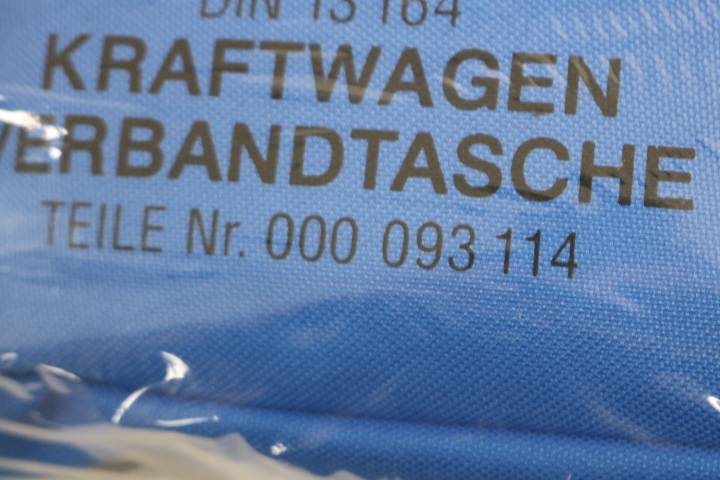 DIN 13 164
KRAFTWAGEN
VERBANDTASCHE
TEILE Nr. 000 093 114